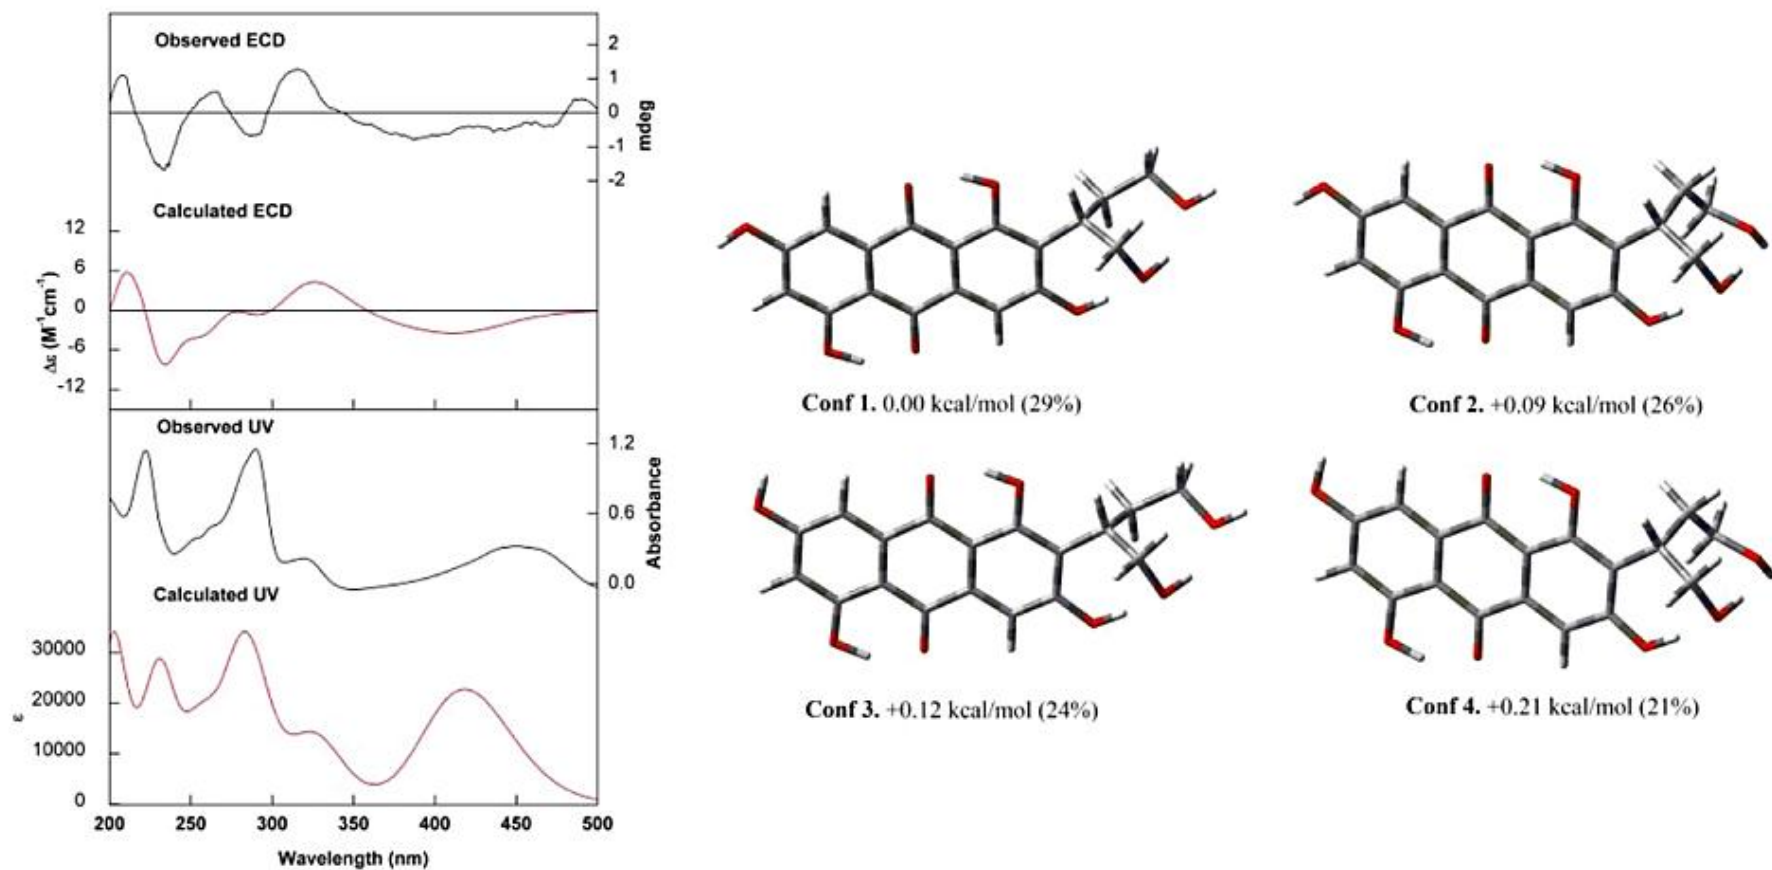 Observed ECD
2
1
0
-1
-2
mdeg
Calculated ECD
12
6
0
-6
-12
Δε (M⁻¹cm⁻¹)
Observed UV
1.2
0.6
0.0
Absorbance
Calculated UV
30000
20000
10000
0
ε
200 250 300 350 400 450 500
Wavelength (nm)
Conf 1. 0.00 kcal/mol (29%)
Conf 2. +0.09 kcal/mol (26%)
Conf 3. +0.12 kcal/mol (24%)
Conf 4. +0.21 kcal/mol (21%)